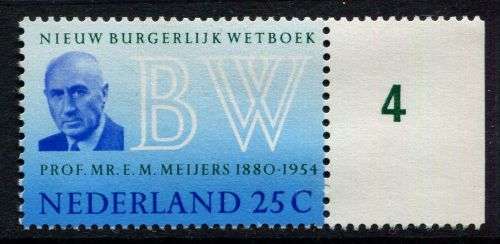 NIEUW BURGERLIJK WETBOEK
BW
PROF. MR. E. M. MEIJERS 1880-1954
NEDERLAND 25C
4